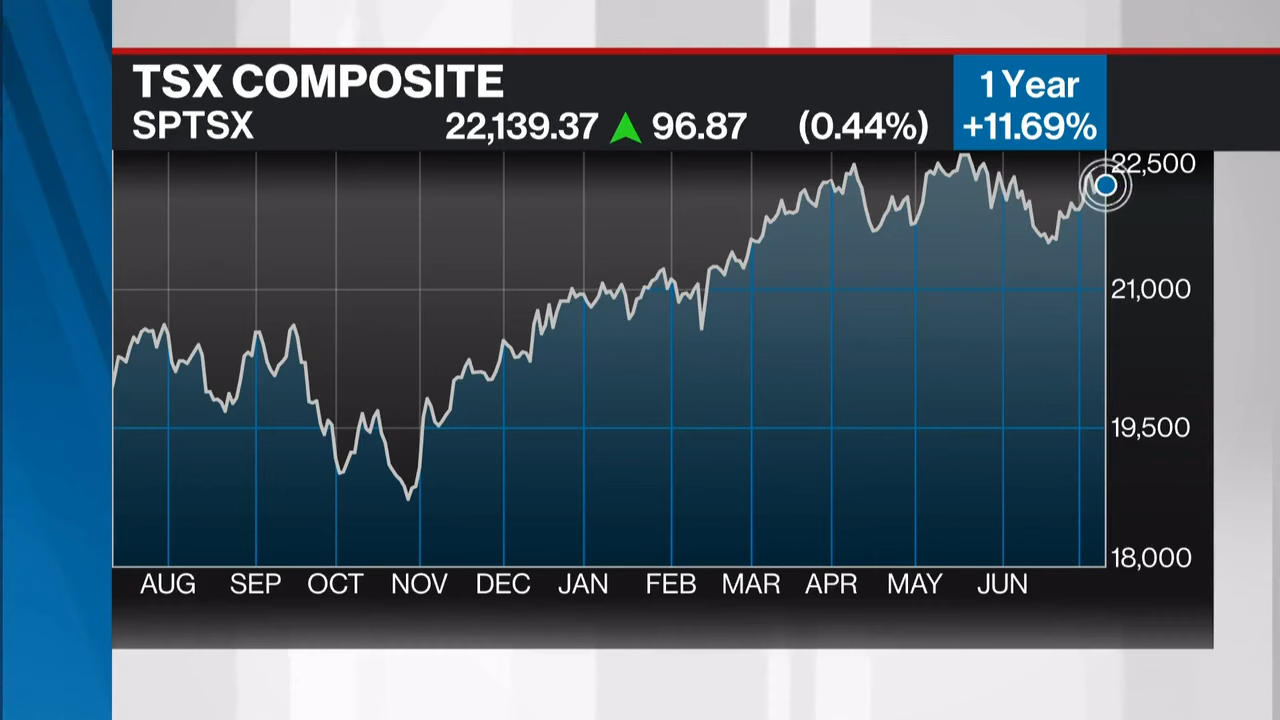 TSX COMPOSITE
SPTSX 22,139.37 ▲ 96.87 (0.44%)
1 Year
+11.69%
22,500
21,000
19,500
18,000
AUG SEP OCT NOV DEC JAN FEB MAR APR MAY JUN